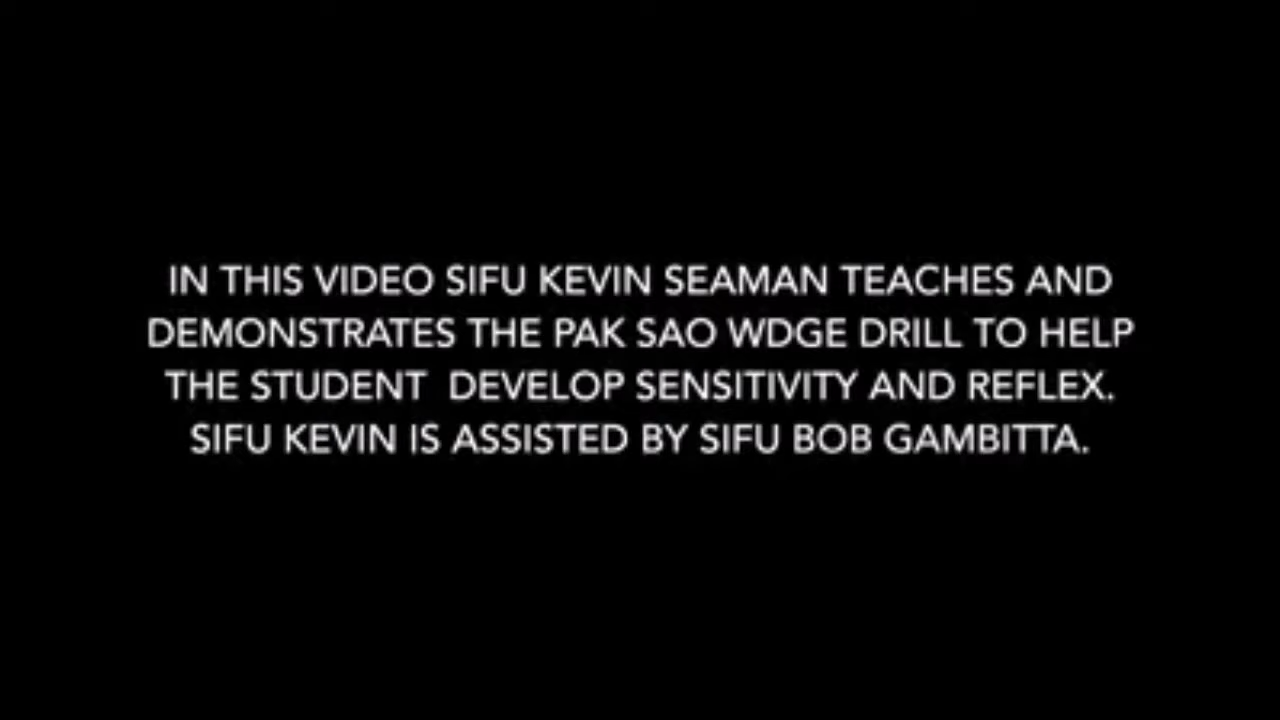 IN THIS VIDEO SIFU KEVIN SEAMAN TEACHES AND
DEMONSTRATES THE PAK SAO WDGE DRILL TO HELP
THE STUDENT  DEVELOP SENSITIVITY AND REFLEX.
SIFU KEVIN IS ASSISTED BY SIFU BOB GAMBITTA.